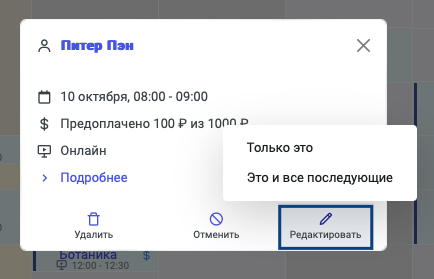 Питер Пэн
10 октября, 08:00 - 09:00
Предоплачено 100 ₽ из 1000 ₽
Онлайн
Подробнее
Только это
Это и все последующие
Удалить
Отменить
Редактировать
Ботаника $
12:00 - 12:30